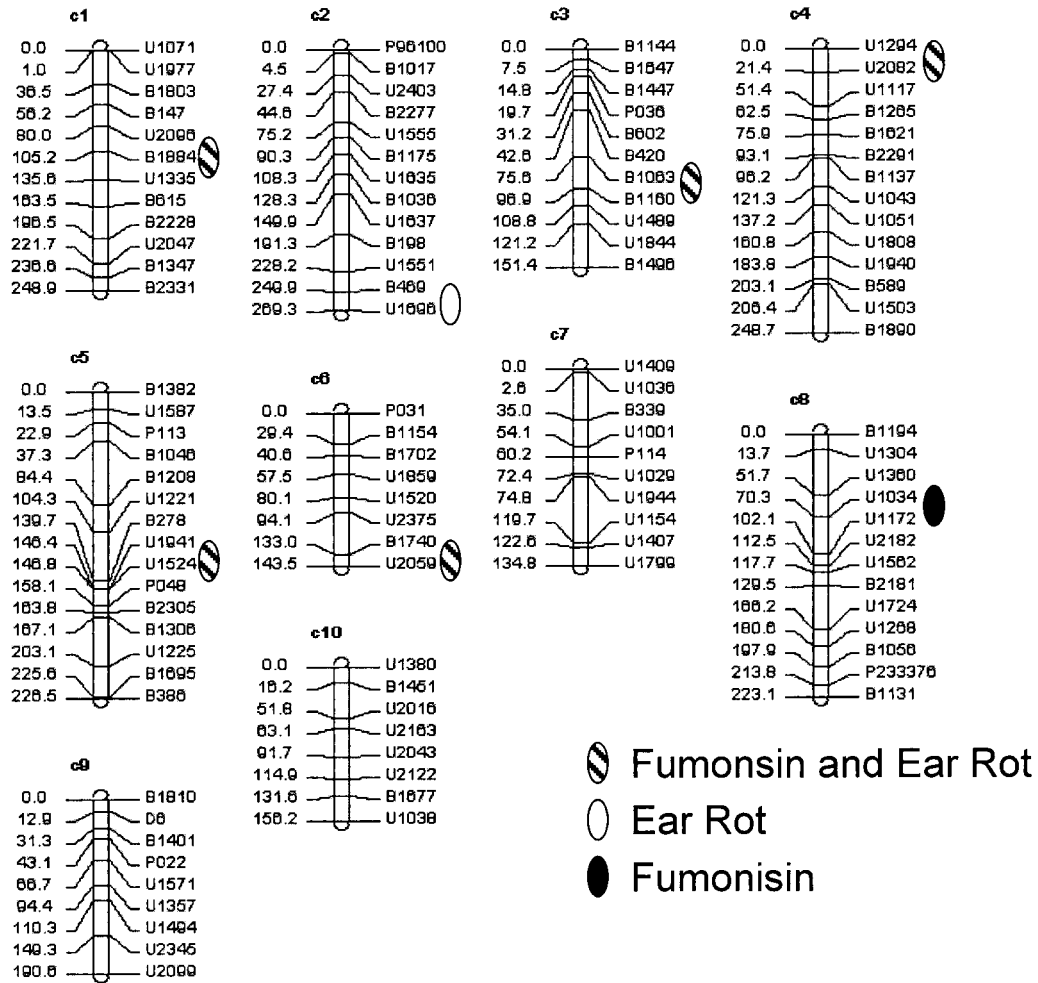 c1
0.0 U1071
1.0 U1977
36.5 B1803
56.2 B147
80.0 U2096
105.2 B1884
135.6 U1335
163.5 B615
196.5 B2228
221.7 U2047
236.6 B1347
248.9 B2331
c2
0.0 P96100
4.5 B1017
27.4 U2403
44.6 B2277
75.2 U1555
90.3 B1175
108.3 U1635
128.3 B1036
149.9 U1637
191.3 B198
228.2 U1551
249.9 B469
269.3 U1696
c3
0.0 B1144
7.5 B1647
14.8 B1447
19.7 P036
31.2 B602
42.6 B420
75.6 B1063
96.9 B1160
108.8 U1489
121.2 U1844
151.4 B1496
c4
0.0 U1294
21.4 U2082
51.4 U1117
62.5 B1265
75.9 B1621
93.1 B2291
96.2 B1137
121.3 U1043
137.2 U1051
160.8 U1808
183.8 U1940
203.1 B589
206.4 U1503
248.7 B1890
c5
0.0 B1382
13.5 U1587
22.9 P113
37.3 B1046
84.4 B1208
104.3 U1221
139.7 B278
146.4 U1941
146.8 U1524
158.1 P048
163.8 B2305
167.1 B1306
203.1 U1225
225.6 B1695
226.5 B386
c6
0.0 P031
29.4 B1154
40.6 B1702
57.5 U1859
80.1 U1520
94.1 U2375
133.0 B1740
143.5 U2059
c7
0.0 U1409
2.6 U1036
35.0 B339
54.1 U1001
60.2 P114
72.4 U1029
74.8 U1944
119.7 U1154
122.6 U1407
134.8 U1799
c8
0.0 B1194
13.7 U1304
51.7 U1360
70.3 U1034
102.1 U1172
112.5 U2182
117.7 U1562
129.5 B2181
166.2 U1724
180.6 U1268
197.9 B1056
213.8 P233376
223.1 B1131
c9
0.0 B1810
12.9 D6
31.3 B1401
43.1 P022
66.7 U1571
94.4 U1357
110.3 U1494
149.3 U2345
190.6 U2099
c10
0.0 U1380
16.2 B1451
51.8 U2016
63.1 U2163
91.7 U2043
114.9 U2122
131.6 B1677
156.2 U1038
Fumonsin and Ear Rot
Ear Rot
Fumonisin